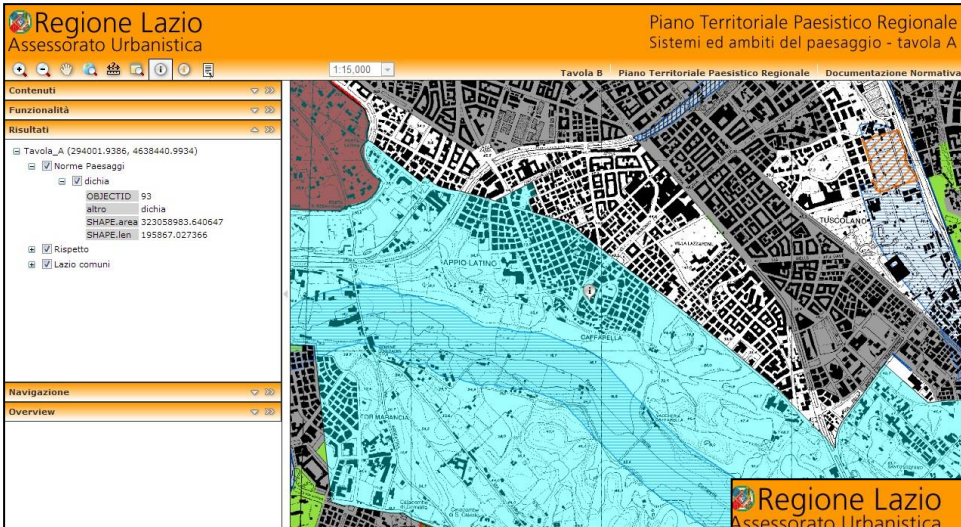 Regione Lazio
Assessorato Urbanistica
Piano Territoriale Paesistico Regionale
Sistemi ed ambiti del paesaggio - tavola A
1:15,000
Tavola B Piano Territoriale Paesistico Regionale Documentazione Normativa
Contenuti
Funzionalità
Risultati
Tavola_A (294001.9386, 4638440.9934)
Norme Paesaggi
dichia
OBJECTID 93
altro dichia
SHAPE.area 323058983.640647
SHAPE.len 195867.027366
Rispetto
Lazio comuni
Navigazione
Overview
TUSCOLANO
VILLA LAZZARONI
APPIO LATINO
CAFFARELLA
TOR MARANCIA
Regione Lazio
Assessorato Urbanistica